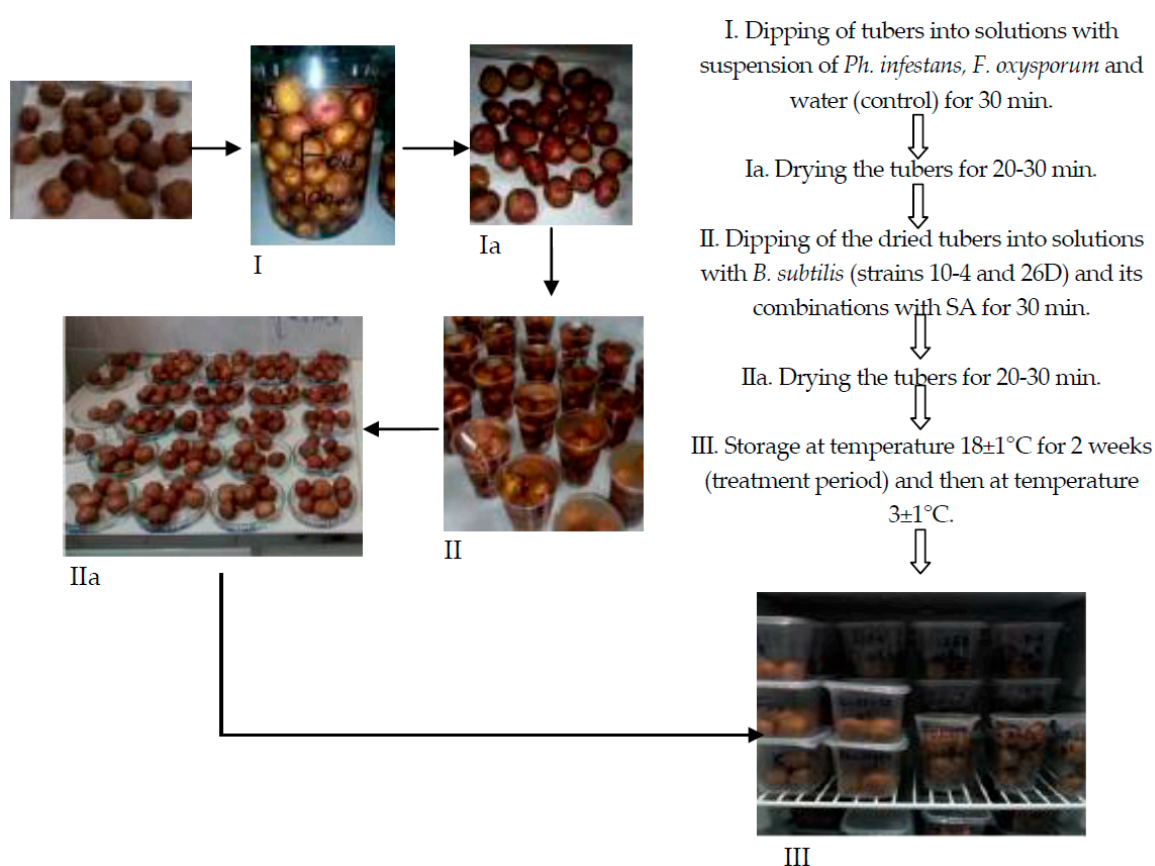 I. Dipping of tubers into solutions with
suspension of Ph. infestans, F. oxysporum and
water (control) for 30 min.
Ia. Drying the tubers for 20-30 min.
II. Dipping of the dried tubers into solutions
with B. subtilis (strains 10-4 and 26D) and its
combinations with SA for 30 min.
IIa. Drying the tubers for 20-30 min.
III. Storage at temperature 18±1°C for 2 weeks
(treatment period) and then at temperature
3±1°C.
I
Ia
IIa
II
III